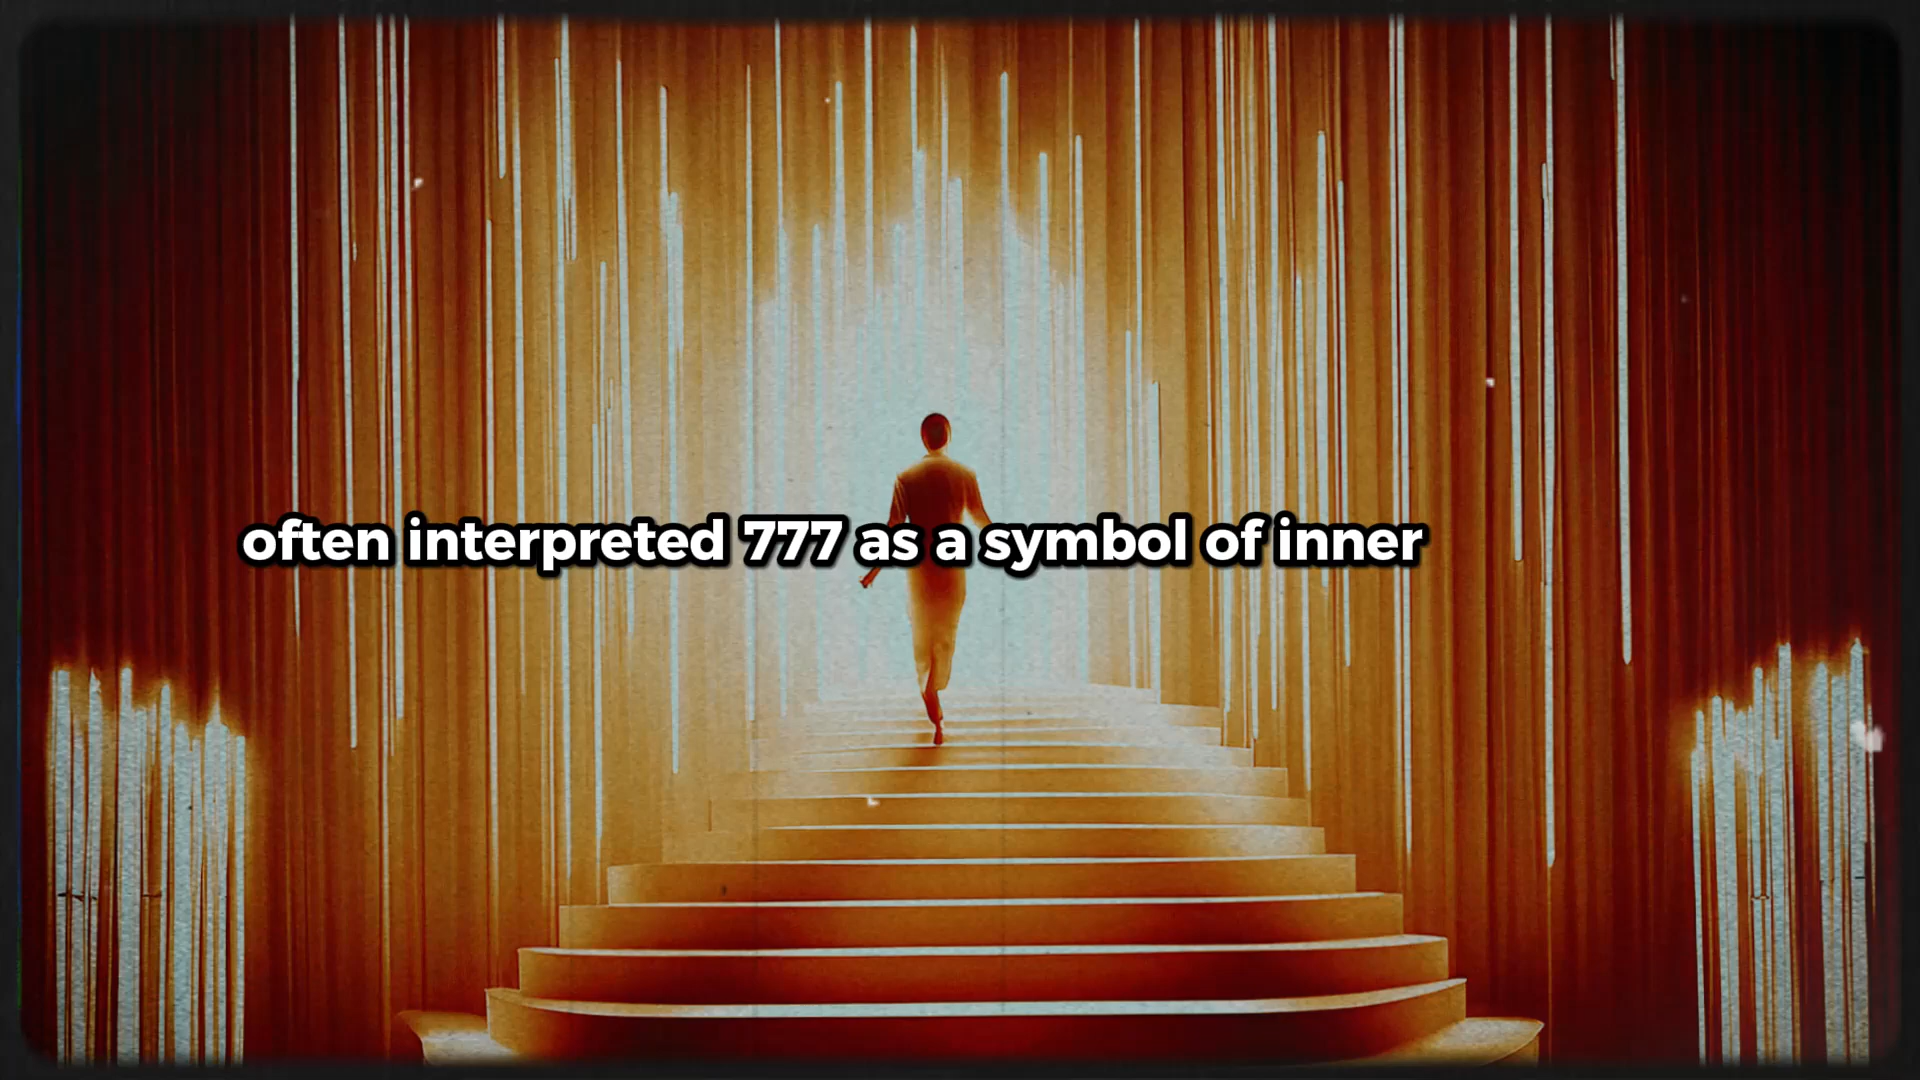 often interpreted 777 as a symbol of inner